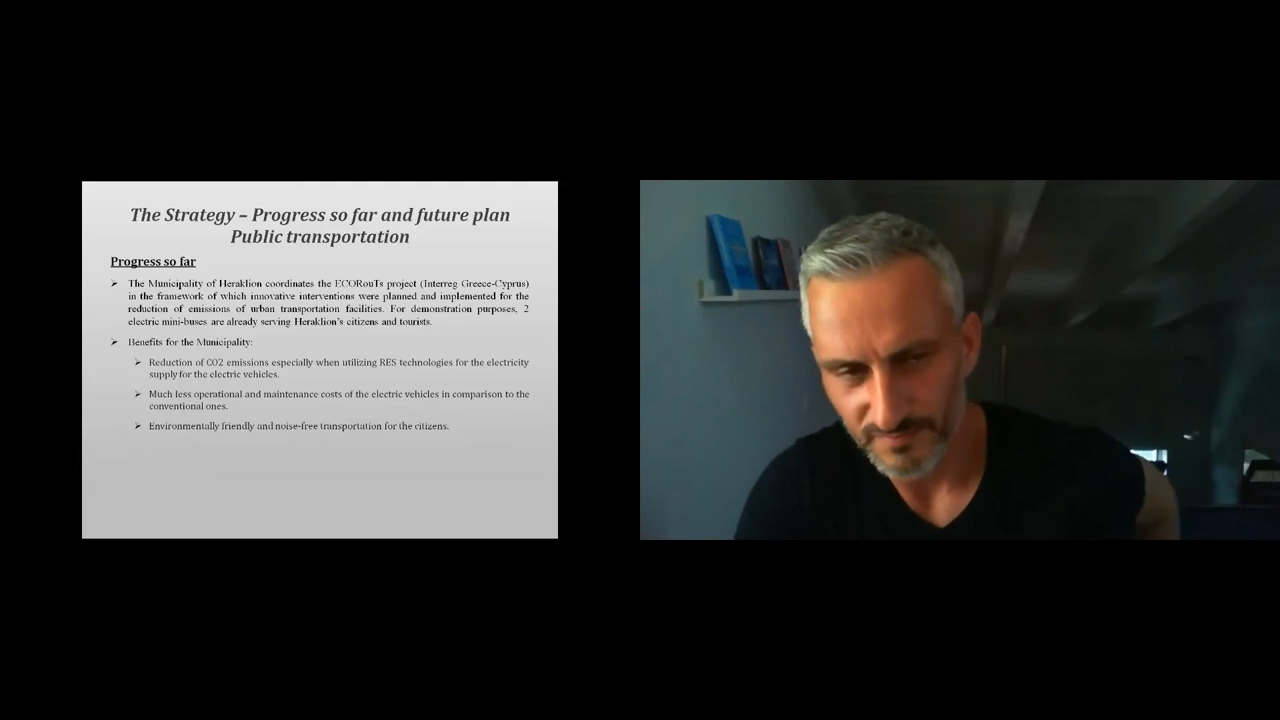 The Strategy – Progress so far and future plan
Public transportation
Progress so far
➢ The Municipality of Heraklion coordinates the ECORouTs project (Interreg Greece-Cyprus)
in the framework of which innovative interventions were planned and implemented for the
reduction of emissions of urban transportation facilities. For demonstration purposes, 2
electric mini-buses are already serving Heraklion's citizens and tourists.
➢ Benefits for the Municipality:
➢ Reduction of CO2 emissions especially when utilizing RES technologies for the electricity
supply for the electric vehicles.
➢ Much less operational and maintenance costs of the electric vehicles in comparison to the
conventional ones.
➢ Environmentally friendly and noise-free transportation for the citizens.